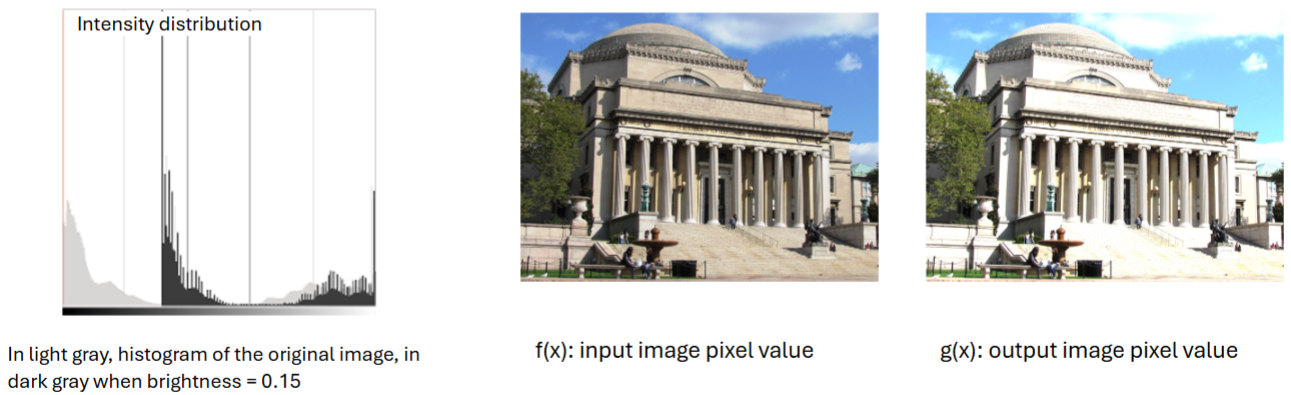 Intensity distribution
In light gray, histogram of the original image, in
dark gray when brightness = 0.15
f(x): input image pixel value
g(x): output image pixel value